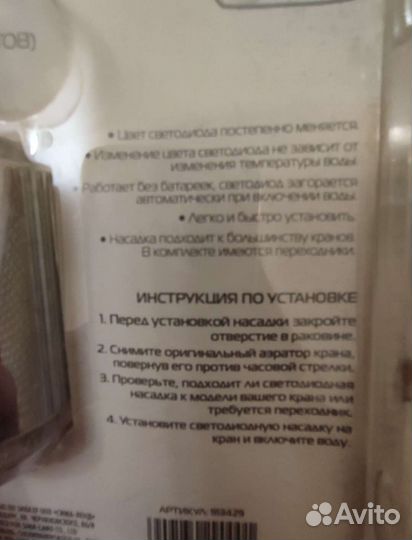 ТОВ)
• Цвет светодиода постепенно меняется.
• Изменение цвета светодиода не зависит от
изменения температуры воды.
• Работает без батареек, светодиод загорается
автоматически при включении воды.
• Легко и быстро установить.
• Насадка подходит к большинству кранов.
В комплекте имеются переходники.
ИНСТРУКЦИЯ ПО УСТАНОВКЕ
1. Перед установкой насадки закройте
отверстие в раковине.
2. Снимите оригинальный аэратор крана,
повернув его против часовой стрелки.
3. Проверьте, подходит ли светодиодная
насадка к модели вашего крана или
требуется переходник.
4. Установите светодиодную насадку на
кран и включите воду.
АРТИКУЛ:
Avito